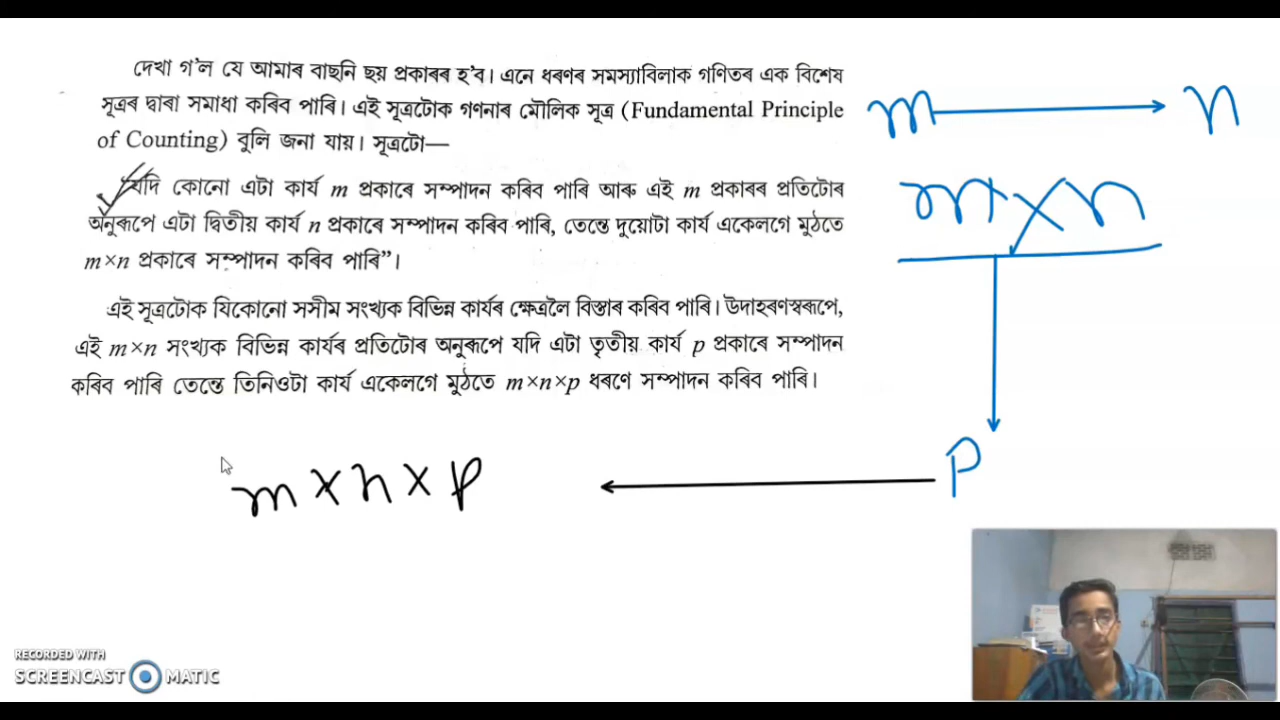 দেখা গ'ল যে আমাৰ বাছনি ছয় প্ৰকাৰৰ হ'ব। এনে ধৰণৰ সমস্যাবিলাক গণিতৰ এক বিশেষ
সূত্ৰৰ দ্বাৰা সমাধা কৰিব পাৰি। এই সূত্ৰটোক গণনাৰ মৌলিক সূত্ৰ (Fundamental Principle
of Counting) বুলি জনা যায়। সূত্ৰটো—
যদি কোনো এটা কাৰ্য m প্ৰকাৰে সম্পাদন কৰিব পাৰি আৰু এই m প্ৰকাৰৰ প্ৰতিটোৰ
অনুৰূপে এটা দ্বিতীয় কাৰ্য n প্ৰকাৰে সম্পাদন কৰিব পাৰি, তেন্তে দুয়োটা কাৰ্য একেলগে মুঠতে
m×n প্ৰকাৰে সম্পাদন কৰিব পাৰি”।
এই সূত্ৰটোক যিকোনো সসীম সংখ্যক বিভিন্ন কাৰ্যৰ ক্ষেত্ৰলৈ বিস্তাৰ কৰিব পাৰি। উদাহৰণস্বৰূপে,
এই m×n সংখ্যক বিভিন্ন কাৰ্যৰ প্ৰতিটোৰ অনুৰূপে যদি এটা তৃতীয় কাৰ্য p প্ৰকাৰে সম্পাদন
কৰিব পাৰি তেন্তে তিনিওটা কাৰ্য একেলগে মুঠতে m×n×p ধৰণে সম্পাদন কৰিব পাৰি।
m → n
m × n
P
m × n × p
RECORDED WITH
SCREENCAST MATIC